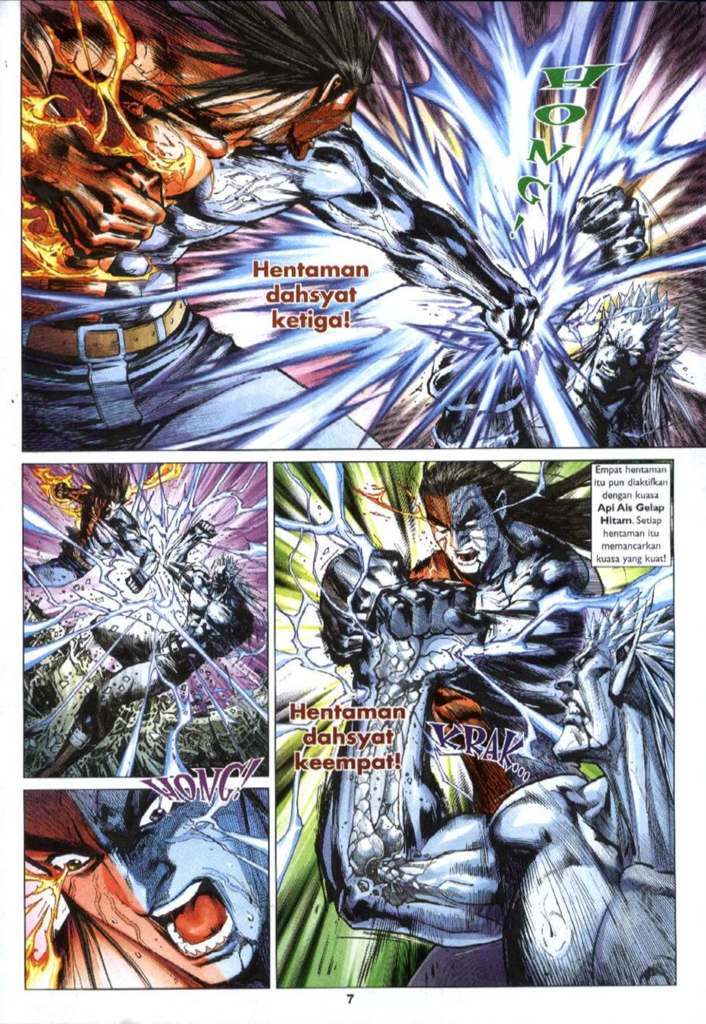 HONG!
Hentaman
dahsyat
ketiga!
HONG!
Empat hentaman
itu pun diaktifkan
dengan kuasa
Api Ais Gelap
Hitam. Setiap
hentaman itu
memancarkan
kuasa yang kuat!
Hentaman
dahsyat
keempat!
KRAK...
7